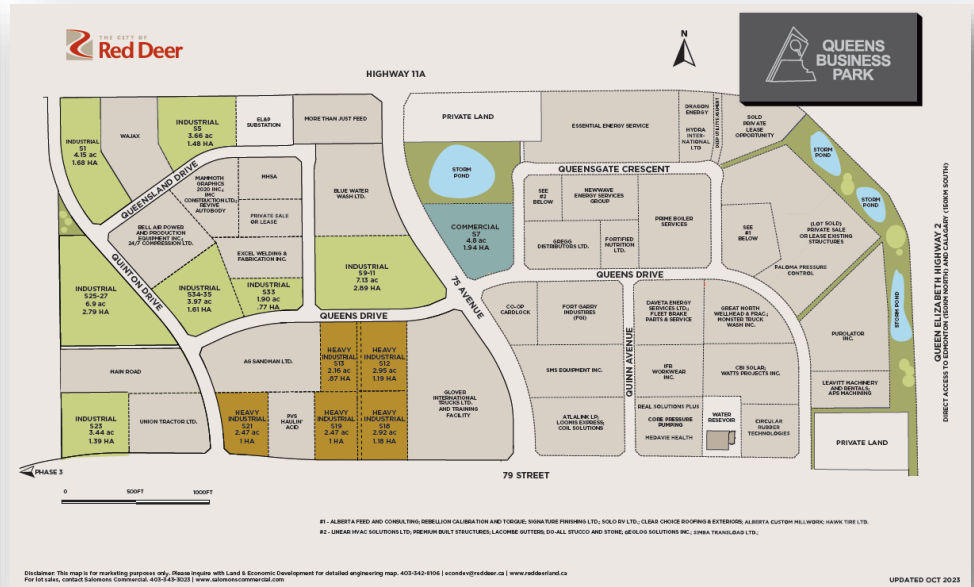 THE CITY OF
Red Deer
N
QUEENS
BUSINESS
PARK
HIGHWAY 11A
INDUSTRIAL
S1
4.15 ac
1.68 HA
WAJAX
INDUSTRIAL
S5
3.66 ac
1.48 HA
EL&P
SUBSTATION
MORE THAN JUST FEED
PRIVATE LAND
ESSENTIAL ENERGY SERVICE
DRAGON
ENERGY
HYDRA
INTER-
NATIONAL
LTD
SOLD
PRIVATE
LEASE
OPPORTUNITY
STORM
POND
STORM
POND
STORM
POND
STORM POND
QUEENSLAND DRIVE
MAMMOTH
GRAPHICS
2020 INC.;
IMC
CONSTRUCTION LTD.;
REVIVE
AUTOBODY
HHSA
PRIVATE SALE
OR LEASE
BLUE WATER
WASH LTD.
QUEENSGATE CRESCENT
SEE
#2
BELOW
NEWWAVE
ENERGY SERVICES
GROUP
PRIME BOILER
SERVICES
SEE
#1
BELOW
(LOT SOLD)
PRIVATE SALE
OR LEASE EXISTING
STRUCTURES
BELL AIR POWER
AND PRODUCTION
EQUIPMENT INC.;
24/7 COMPRESSION LTD.
EXCEL WELDING &
FABRICATION INC.
COMMERCIAL
S7
4.8 ac
1.94 HA
GREGG
DISTRIBUTORS LTD.
FORTIFIED
NUTRITION
LTD.
PALOMA PRESSURE
CONTROL
QUINTON DRIVE
INDUSTRIAL
S25-27
6.9 ac
2.79 HA
INDUSTRIAL
S34-35
3.97 ac
1.61 HA
INDUSTRIAL
S33
1.90 ac
.77 HA
INDUSTRIAL
S9-11
7.13 ac
2.89 HA
75 AVENUE
QUEENS DRIVE
QUEENS DRIVE
CO-OP
CARDLOCK
FORT GARRY
INDUSTIRES
(FGI)
QUINN AVENUE
DAVETA ENERGY
SERVICES LTD.;
FLEET BRAKE
PARTS & SERVICE
GREAT NORTH
WELLHEAD & FRAC.;
MONSTER TRUCK
WASH INC.
PUROLATOR
INC.
MAIN ROAD
AG SANDMAN LTD.
HEAVY
INDUSTRIAL
S13
2.16 ac
.87 HA
HEAVY
INDUSTRIAL
S12
2.95 ac
1.19 HA
GLOVER
INTERNATIONAL
TRUCKS LTD.
AND TRAINING
FACILITY
SMS EQUIPMENT INC.
IFR
WORKWEAR
INC.
CBI SOLAR;
WATTS PROJECTS INC.
LEAVITT MACHINERY
AND RENTALS;
APE MACHINING
INDUSTRIAL
S23
3.44 ac
1.39 HA
UNION TRACTOR LTD.
HEAVY
INDUSTRIAL
S21
2.47 ac
1 HA
PVS
HAULIN'
ACID
HEAVY
INDUSTRIAL
S19
2.47 ac
1 HA
HEAVY
INDUSTRIAL
S18
2.92 ac
1.18 HA
ATLALINK LP;
LOOMIS EXPRESS;
COIL SOLUTIONS
REAL SOLUTIONS PLUS
CORE PRESSURE
PUMPING
MEDAVIE HEALTH
WATER
RESEVOIR
CIRCULAR
RUBBER
TECHNOLOGIES
PRIVATE LAND
QUEEN ELIZABETH HIGHWAY 2
DIRECT ACCESS TO EDMONTON (150KM NORTH) AND CALAGARY (150KM SOUTH)
PHASE 3
79 STREET
0 500FT 1000FT
#1 - ALBERTA FEED AND CONSULTING; REBELLION CALIBRATION AND TORQUE; SIGNATURE FINISHING LTD.; SOLO RV LTD.; CLEAR CHOICE ROOFING & EXTERIORS; ALBERTA CUSTOM MILLWORK; HAWK TIRE LTD.
#2 - LINEAR HVAC SOLUTIONS LTD; PREMIUM BUILT STRUCTURES; LACOMBE GUTTERS; DO-ALL STUCCO AND STONE; GEOLOG SOLUTIONS INC.; SIMBA TRANSLOAD LTD.;
Disclaimer: This map is for marketing purposes only. Please inquire with Land & Economic Development for detailed engineering map. 403-342-8106 | econdev@reddeer.ca | www.reddeerland.ca
For lot sales, contact Salomons Commercial. 403-343-3023 | www.salomonscommercial.com
UPDATED OCT 2023